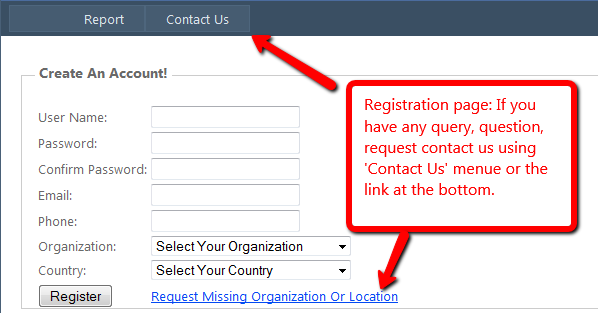 Report Contact Us
Create An Account!
User Name:
Password:
Confirm Password:
Email:
Phone:
Organization: Select Your Organization
Country: Select Your Country
Register Request Missing Organization Or Location
Registration page: If you
have any query, question,
request contact us using
'Contact Us' menue or the
link at the bottom.